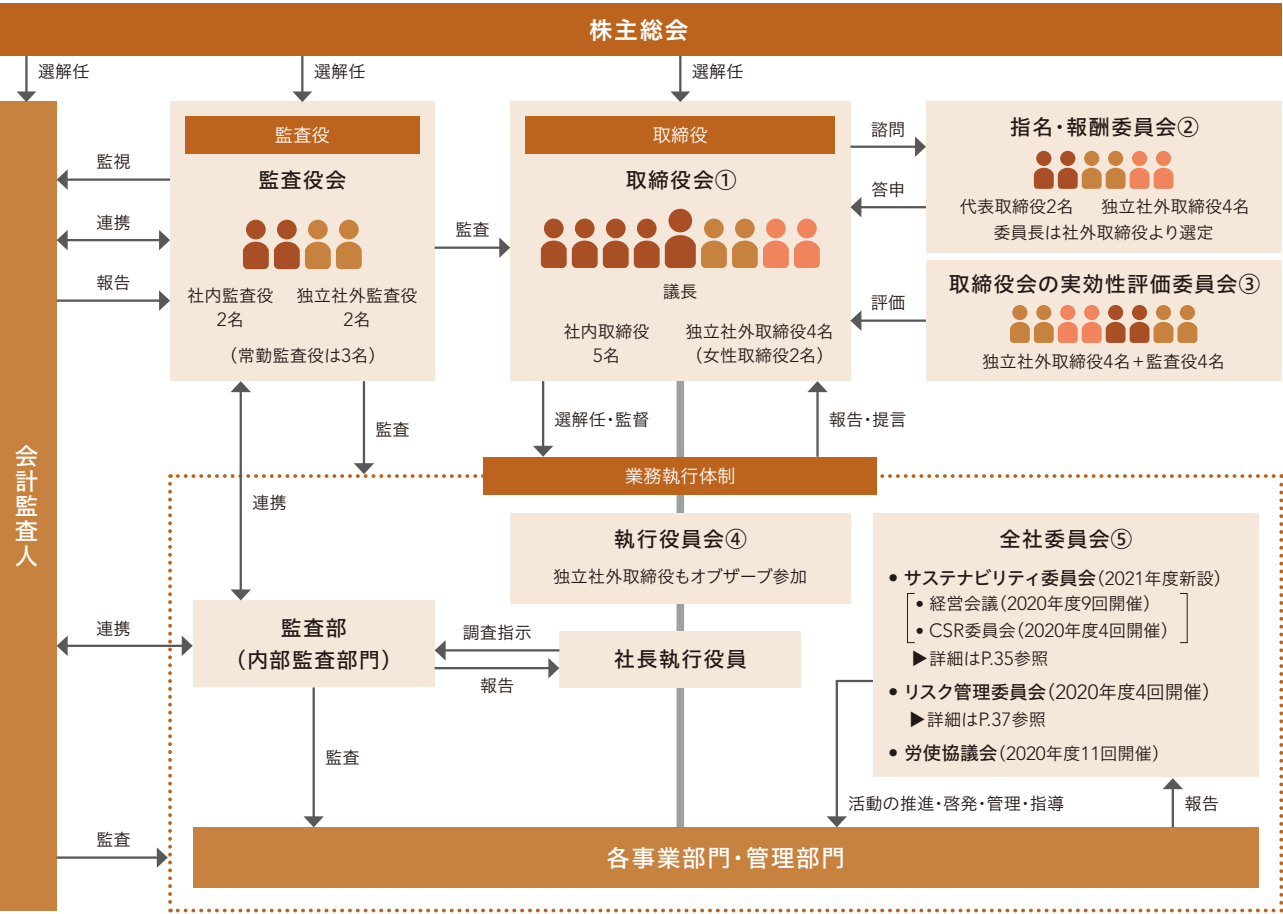 株主総会
選解任
選解任
選解任
会計監査人
監視
連携
報告
監査役
監査役会
社内監査役
2名
独立社外監査役
2名
（常勤監査役は3名）
監査
取締役
取締役会①
議長
社内取締役
5名
独立社外取締役4名
（女性取締役2名）
諮問
答申
評価
指名・報酬委員会②
代表取締役2名　独立社外取締役4名
委員長は社外取締役より選定
取締役会の実効性評価委員会③
独立社外取締役4名＋監査役4名
連携
監査
選解任・監督
報告・提言
業務執行体制
執行役員会④
独立社外取締役もオブザーブ参加
連携
監査部
（内部監査部門）
調査指示
報告
社長執行役員
全社委員会⑤
• サステナビリティ委員会（2021年度新設）
• 経営会議（2020年度9回開催）
• CSR委員会（2020年度4回開催）
▶詳細はP.35参照
• リスク管理委員会（2020年度4回開催）
▶詳細はP.37参照
• 労使協議会（2020年度11回開催）
監査
活動の推進・啓発・管理・指導
報告
監査
各事業部門・管理部門